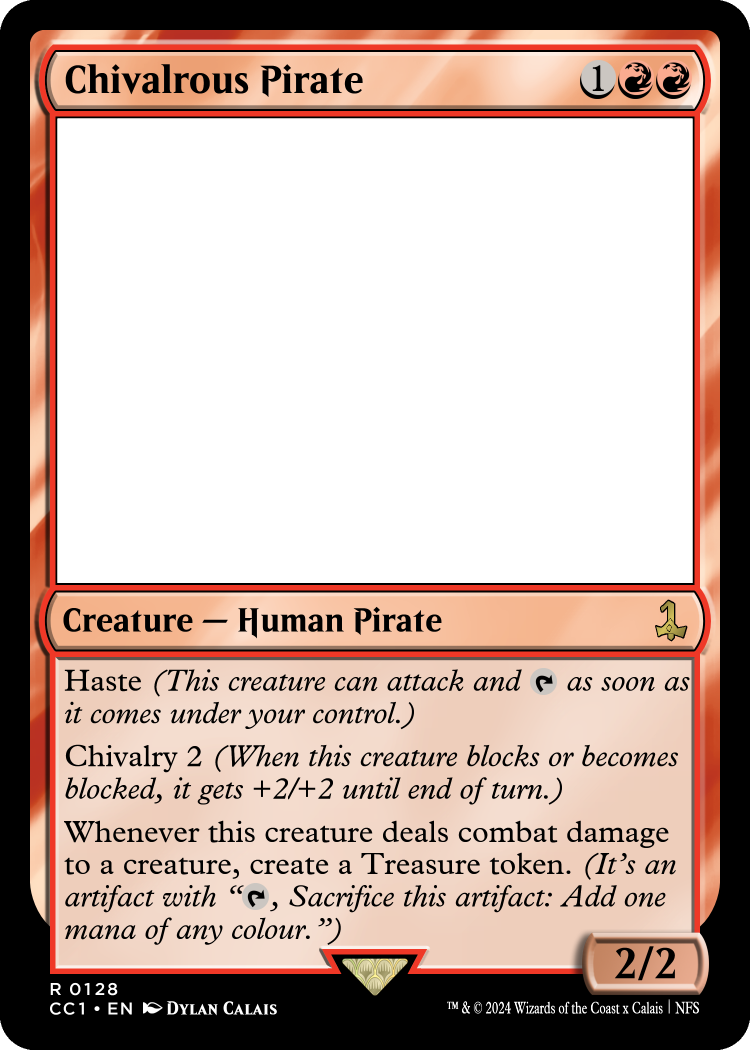 Chivalrous Pirate 1
Creature — Human Pirate
Haste (This creature can attack and as soon as
it comes under your control.)
Chivalry 2 (When this creature blocks or becomes
blocked, it gets +2/+2 until end of turn.)
Whenever this creature deals combat damage
to a creature, create a Treasure token. (It's an
artifact with “, Sacrifice this artifact: Add one
mana of any colour.”)
2/2
R 0128
CC1 • EN Dylan Calais
™ & © 2024 Wizards of the Coast x Calais | NFS